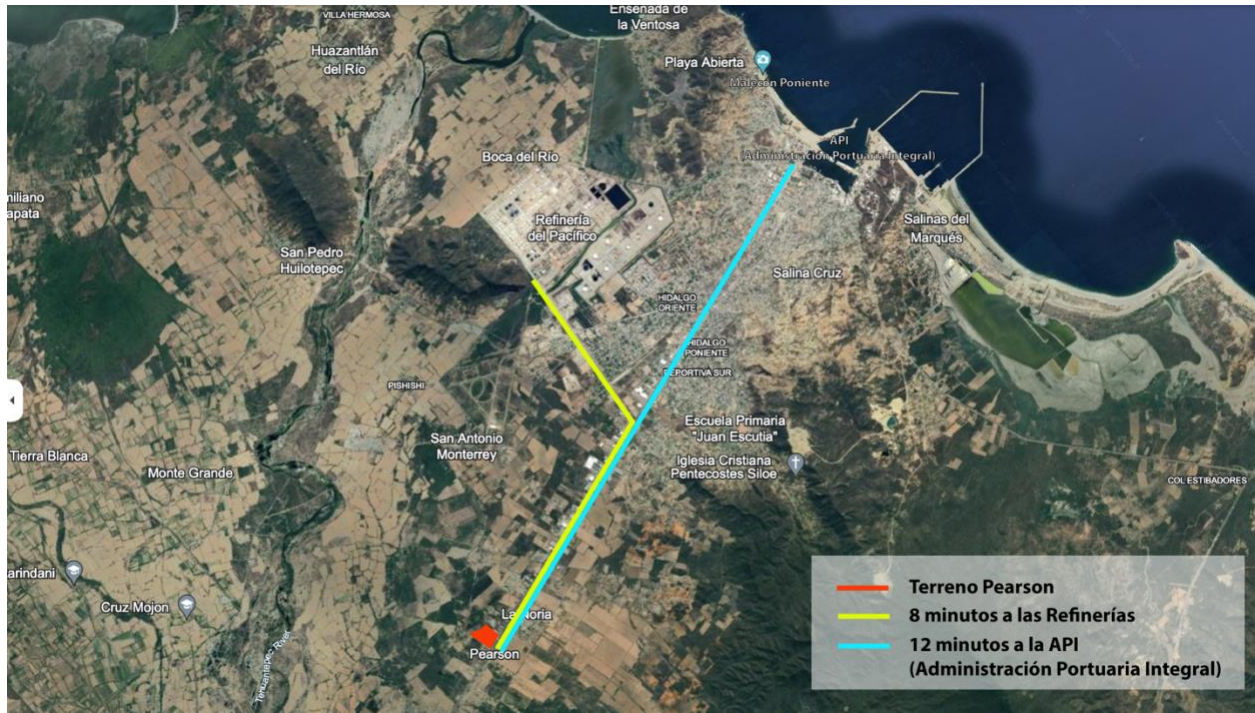 VILLA HERMOSA
Ensenada de
la Ventosa
Huazantlán
del Río
Playa Abierta
Malecón Poniente
API
(Administración Portuaria Integral)
Boca del Río
Refinería
del Pacífico
Salinas del
Marqués
San Pedro
Huilotepec
Salina Cruz
HIDALGO
ORIENTE
HIDALGO
PONIENTE
DEPORTIVA SUR
PISHISHI
Escuela Primaria
"Juan Escutia"
San Antonio
Monterrey
Iglesia Cristiana
Pentecostes Siloe
Tierra Blanca
Monte Grande
COL ESTIBADORES
Cruz Mojon
La Noria
Pearson
Tehuantepec River
Terreno Pearson
8 minutos a las Refinerías
12 minutos a la API
(Administración Portuaria Integral)